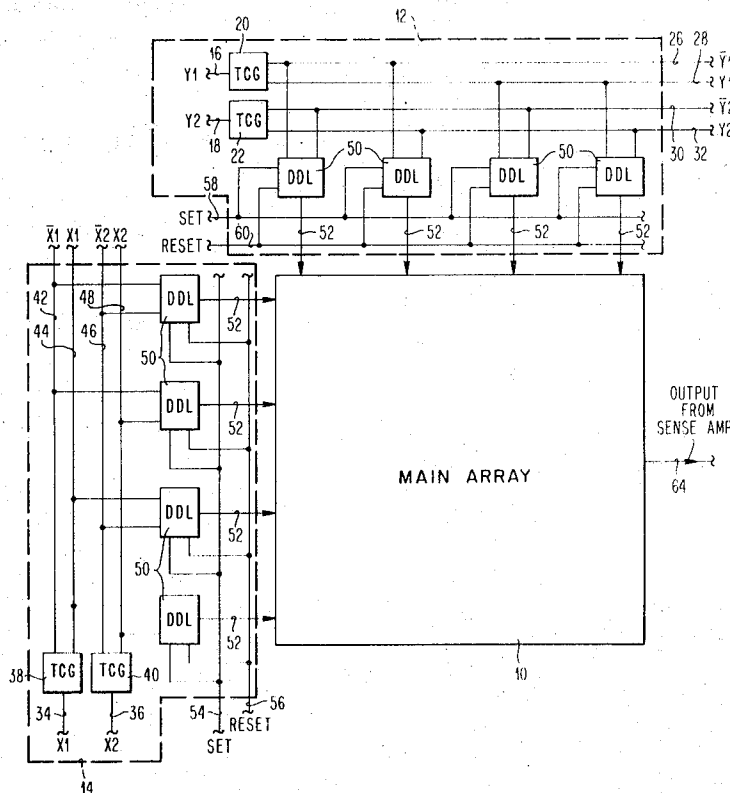 12
20
16
Y1
TCG
26
28
Y̅1
Y1
Y2
TCG
Y̅2
18
22
30
32
Y2
50
50
DDL
DDL
DDL
DDL
58
SET
52
52
52
52
RESET
60
X̅1
X1
X̅2
X2
42
48
DDL
52
44
46
50
DDL
52
OUTPUT
FROM
SENSE AMP
MAIN ARRAY
64
DDL
52
50
DDL
52
38
TCG
TCG
40
10
34
36
54
56
RESET
X1
X2
SET
14